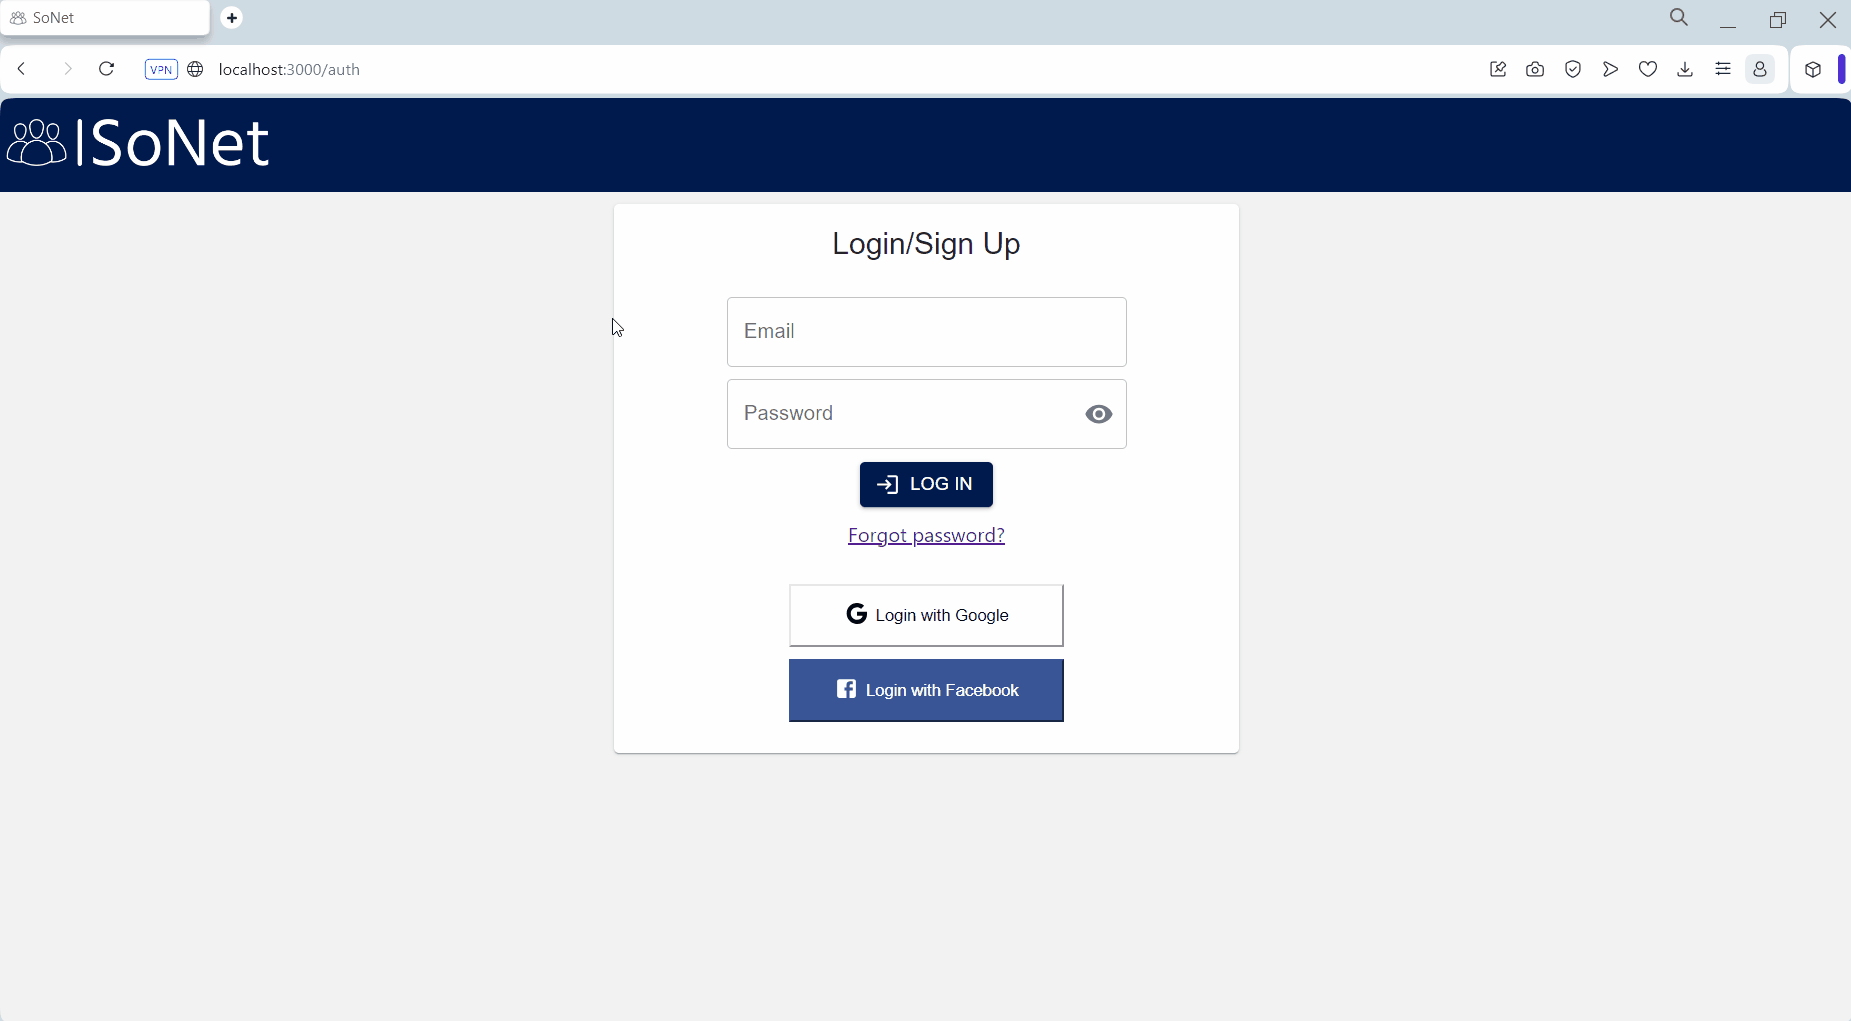 SoNet
VPN localhost:3000/auth
SoNet
Login/Sign Up
Email
Password
LOG IN
Forgot password?
Login with Google
Login with Facebook